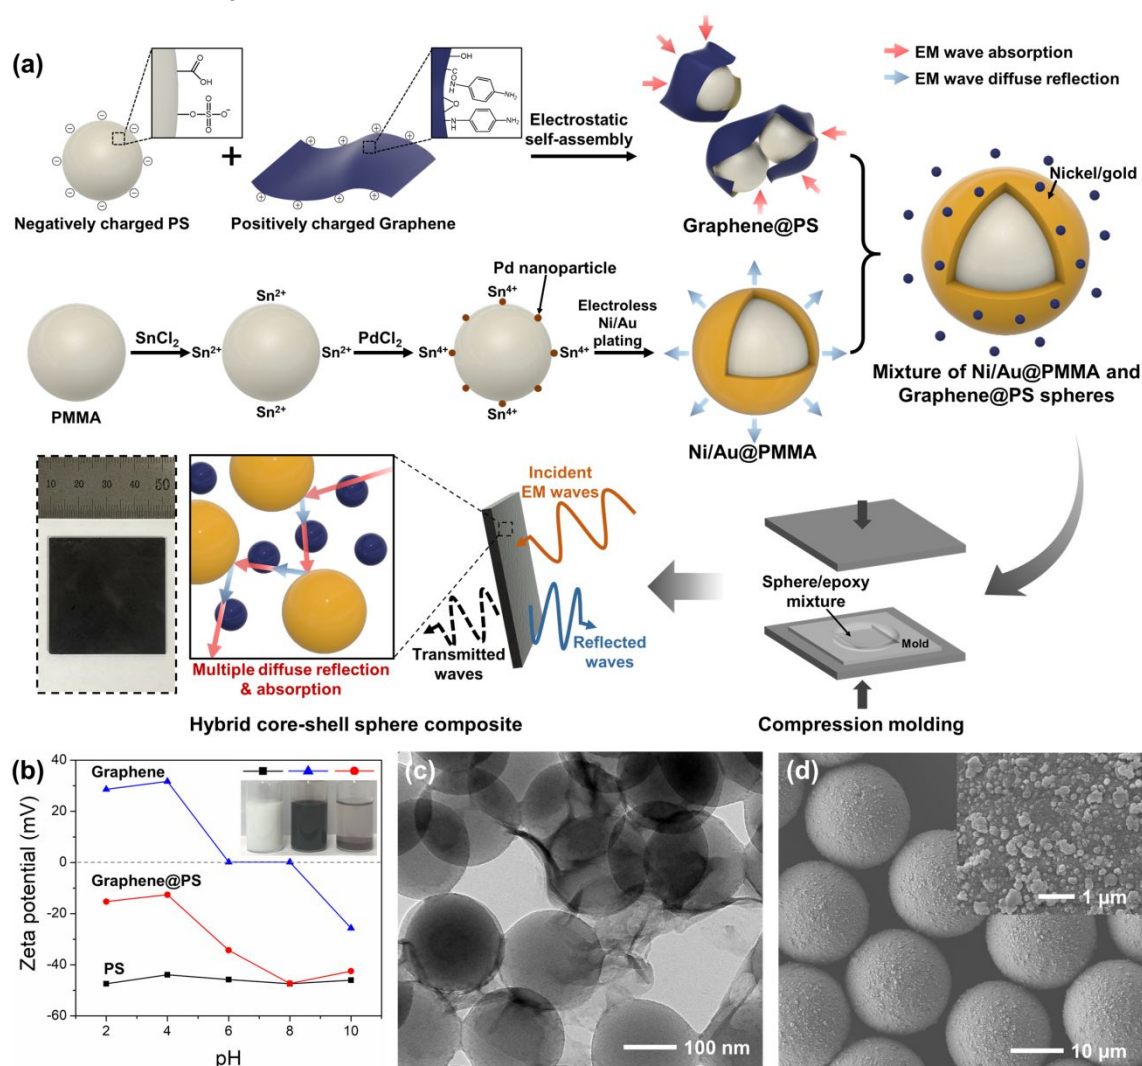 (a)
O
OH
O
O
S
O⁻
O
OH
C
O
N
H
NH₂
O
N
H
NH₂
Electrostatic
self-assembly
EM wave absorption
EM wave diffuse reflection
+
Negatively charged PS
Positively charged Graphene
Graphene@PS
Nickel/gold
PMMA
SnCl₂
Sn²⁺
Sn²⁺
Sn²⁺
Sn²⁺
PdCl₂
Pd nanoparticle
Sn⁴⁺
Sn⁴⁺
Sn⁴⁺
Sn⁴⁺
Electroless
Ni/Au
plating
Ni/Au@PMMA
Mixture of Ni/Au@PMMA and
Graphene@PS spheres
10 20 30 40 50
Multiple diffuse reflection
& absorption
Incident
EM waves
Transmitted
waves
Reflected
waves
Hybrid core-shell sphere composite
Sphere/epoxy
mixture
Mold
Compression molding
(b)
Zeta potential (mV)
40
20
0
-20
-40
-60
Graphene
Graphene@PS
PS
2 4 6 8 10
pH
(c)
100 nm
(d)
1 μm
10 μm